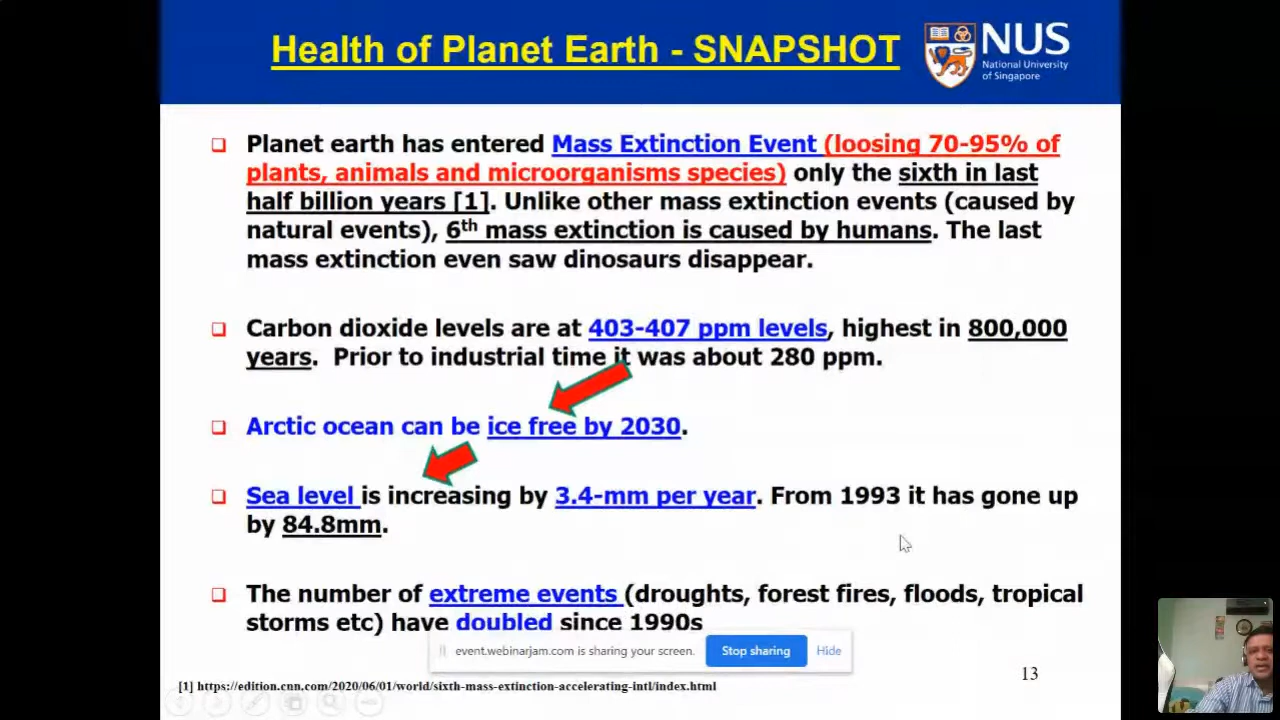 Health of Planet Earth - SNAPSHOT
NUS
National University
of Singapore
Planet earth has entered Mass Extinction Event (loosing 70-95% of
plants, animals and microorganisms species) only the sixth in last
half billion years [1]. Unlike other mass extinction events (caused by
natural events), 6th mass extinction is caused by humans. The last
mass extinction even saw dinosaurs disappear.
Carbon dioxide levels are at 403-407 ppm levels, highest in 800,000
years. Prior to industrial time it was about 280 ppm.
Arctic ocean can be ice free by 2030.
Sea level is increasing by 3.4-mm per year. From 1993 it has gone up
by 84.8mm.
The number of extreme events (droughts, forest fires, floods, tropical
storms etc) have doubled since 1990s
event.webinarjam.com is sharing your screen. Stop sharing Hide
13
[1] https://edition.cnn.com/2020/06/01/world/sixth-mass-extinction-accelerating-intl/index.html